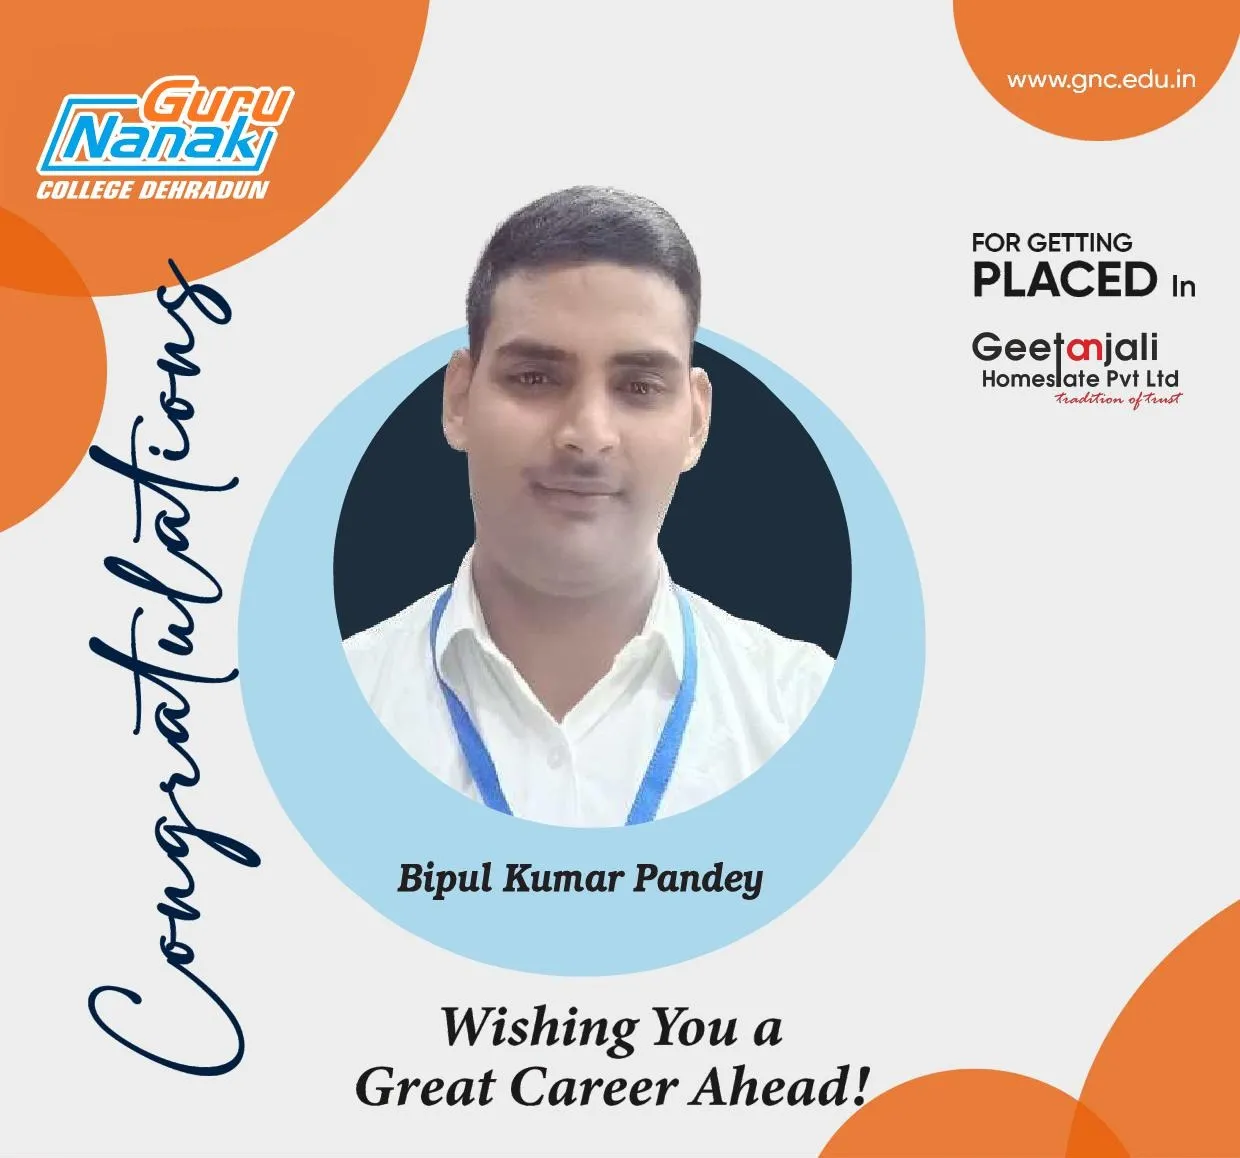 Guru
Nanak
COLLEGE DEHRADUN
www.gnc.edu.in
Congratulations
FOR GETTING
PLACED In
Geetanjali
Homestate Pvt Ltd
tradition of trust
Bipul Kumar Pandey
Wishing You a
Great Career Ahead!